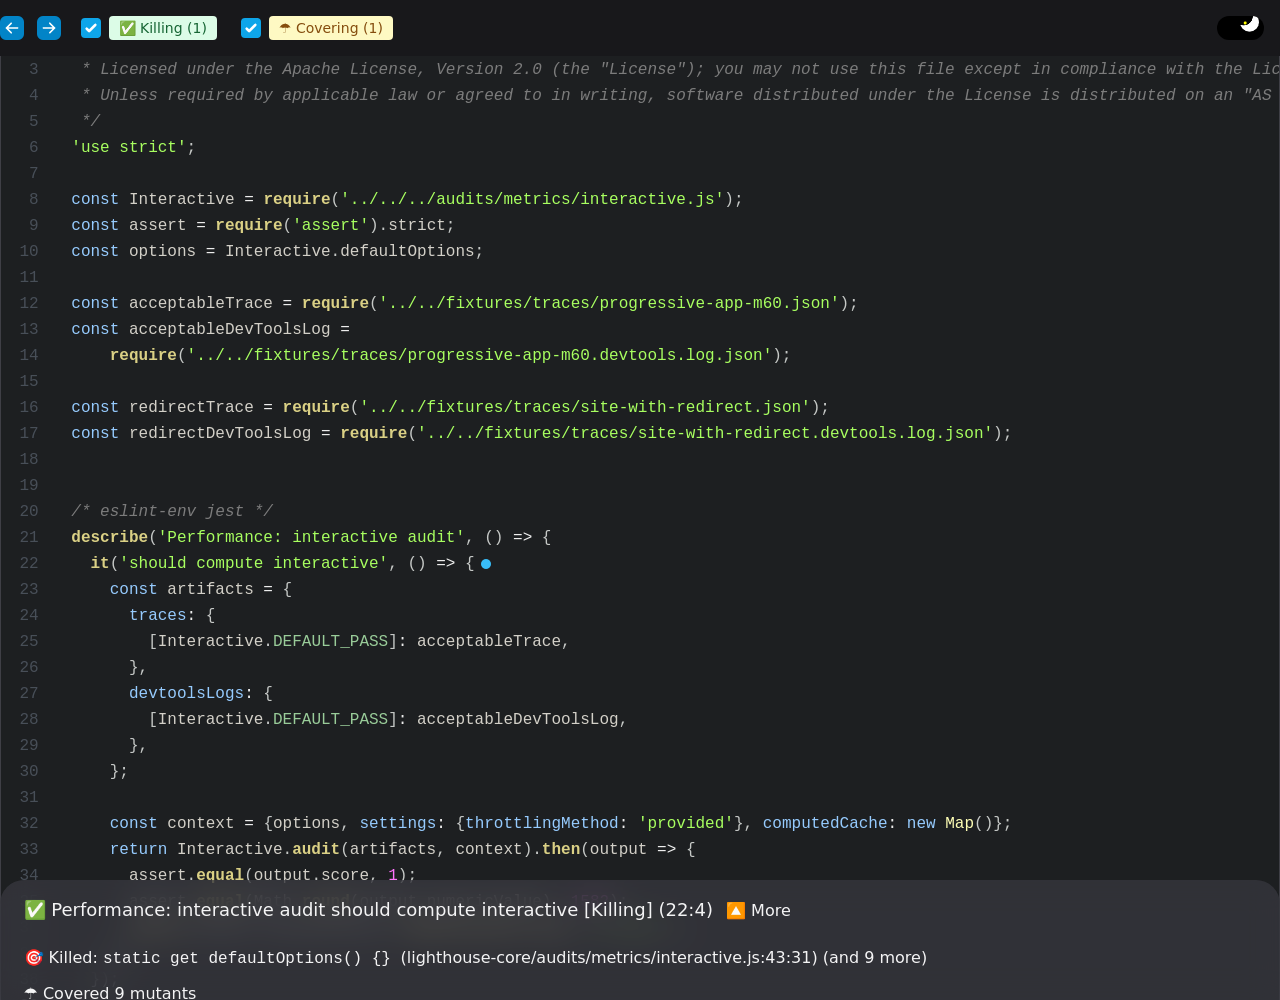 ✅ Killing (1) ☂ Covering (1)
3 * Licensed under the Apache License, Version 2.0 (the "License"); you may not use this file except in compliance with the Lic
4 * Unless required by applicable law or agreed to in writing, software distributed under the License is distributed on an "AS
5 */
6 'use strict';
7
8 const Interactive = require('../../../audits/metrics/interactive.js');
9 const assert = require('assert').strict;
10 const options = Interactive.defaultOptions;
11
12 const acceptableTrace = require('../../fixtures/traces/progressive-app-m60.json');
13 const acceptableDevToolsLog =
14 require('../../fixtures/traces/progressive-app-m60.devtools.log.json');
15
16 const redirectTrace = require('../../fixtures/traces/site-with-redirect.json');
17 const redirectDevToolsLog = require('../../fixtures/traces/site-with-redirect.devtools.log.json');
18
19
20 /* eslint-env jest */
21 describe('Performance: interactive audit', () => {
22 it('should compute interactive', () => {
23 const artifacts = {
24 traces: {
25 [Interactive.DEFAULT_PASS]: acceptableTrace,
26 },
27 devtoolsLogs: {
28 [Interactive.DEFAULT_PASS]: acceptableDevToolsLog,
29 },
30 };
31
32 const context = {options, settings: {throttlingMethod: 'provided'}, computedCache: new Map()};
33 return Interactive.audit(artifacts, context).then(output => {
34 assert.equal(output.score, 1);
✅ Performance: interactive audit should compute interactive [Killing] (22:4) 🔼 More
🎯 Killed: static get defaultOptions() {} (lighthouse-core/audits/metrics/interactive.js:43:31) (and 9 more)
☂ Covered 9 mutants